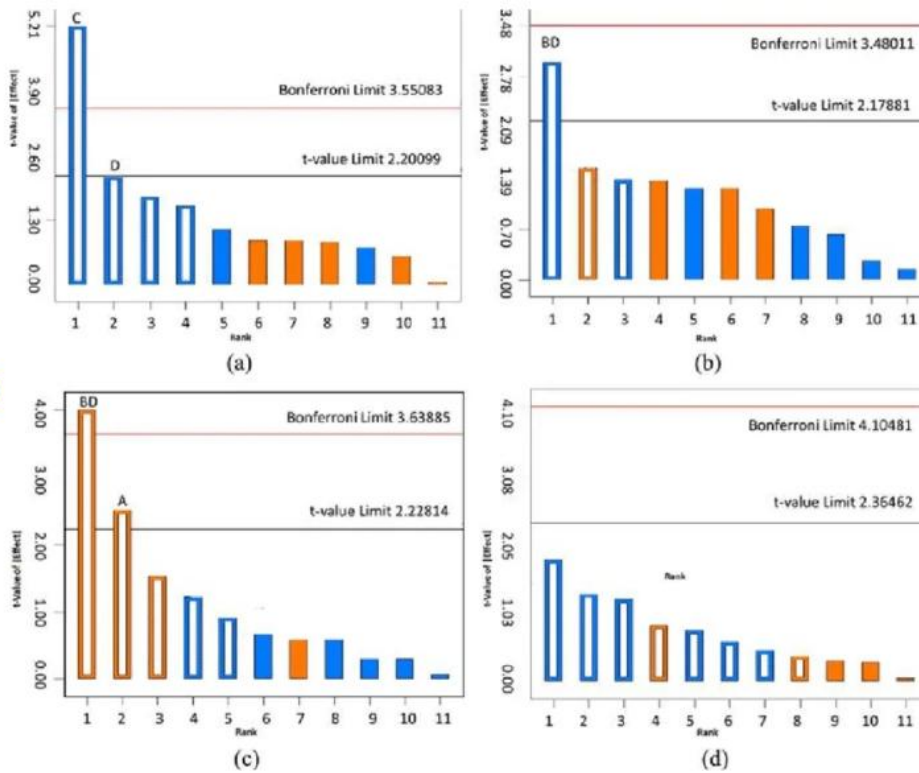 5.21
3.90
2.60
1.30
0.00
t-value of |Effect|
C
D
Bonferroni Limit 3.55083
t-value Limit 2.20099
1 2 3 4 5 6 7 8 9 10 11
Rank
(a)
3.48
2.78
2.09
1.39
0.70
0.00
t-Value of |Effect|
BD
Bonferroni Limit 3.48011
t-value Limit 2.17881
1 2 3 4 5 6 7 8 9 10 11
Rank
(b)
4.00
3.00
2.00
1.00
0.00
t-Value of |Effect|
BD
A
Bonferroni Limit 3.63885
t-value Limit 2.22814
1 2 3 4 5 6 7 8 9 10 11
Rank
(c)
4.10
3.08
2.05
1.03
0.00
t-Value of |Effect|
Bonferroni Limit 4.10481
t-value Limit 2.36462
Rank
1 2 3 4 5 6 7 8 9 10 11
(d)